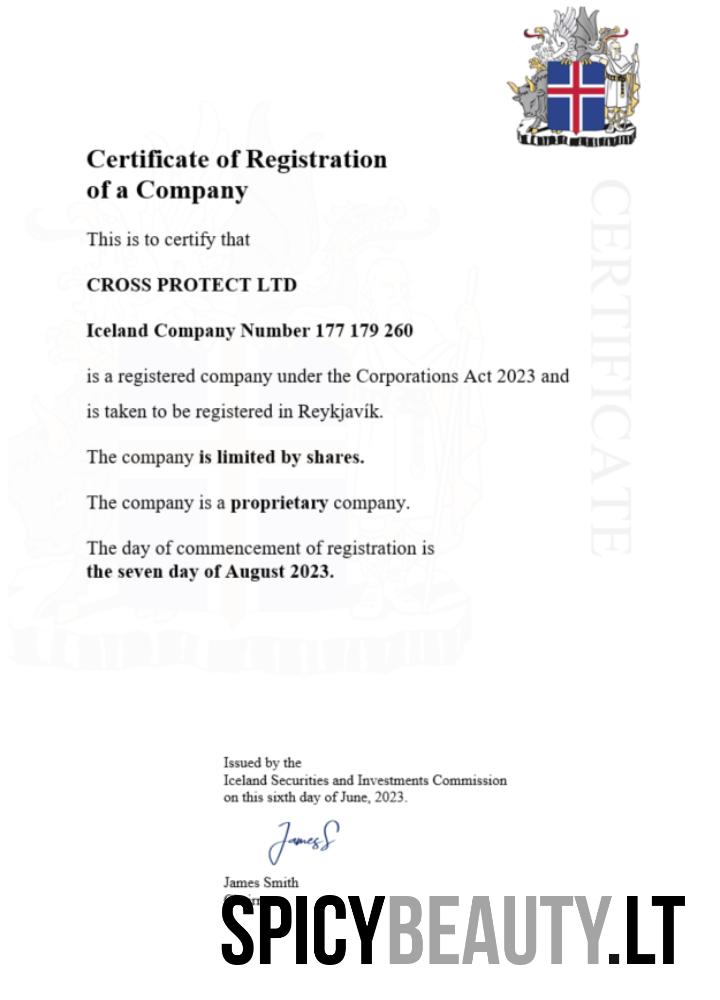 Certificate of Registration
of a Company
This is to certify that
CROSS PROTECT LTD
Iceland Company Number 177 179 260
is a registered company under the Corporations Act 2023 and
is taken to be registered in Reykjavík.
The company is limited by shares.
The company is a proprietary company.
The day of commencement of registration is
the seven day of August 2023.
CERTIFICATE
Issued by the
Iceland Securities and Investments Commission
on this sixth day of June, 2023.
JamesS
James Smith
SPICYBEAUTY.LT